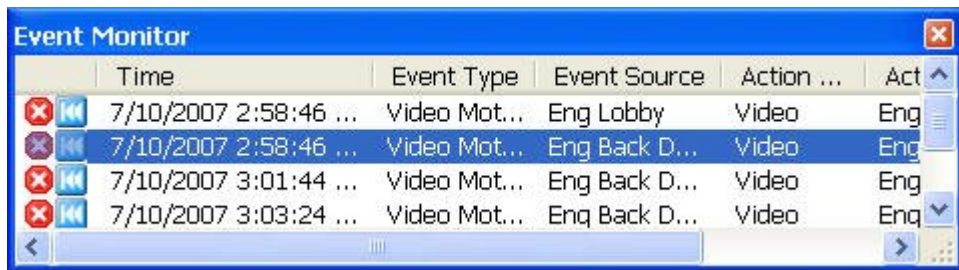 Event Monitor
Time Event Type Event Source Action ... Act
7/10/2007 2:58:46 ... Video Mot... Eng Lobby Video Eng
7/10/2007 2:58:46 ... Video Mot... Eng Back D... Video Eng
7/10/2007 3:01:44 ... Video Mot... Eng Back D... Video Eng
7/10/2007 3:03:24 ... Video Mot... Eng Back D... Video Eng